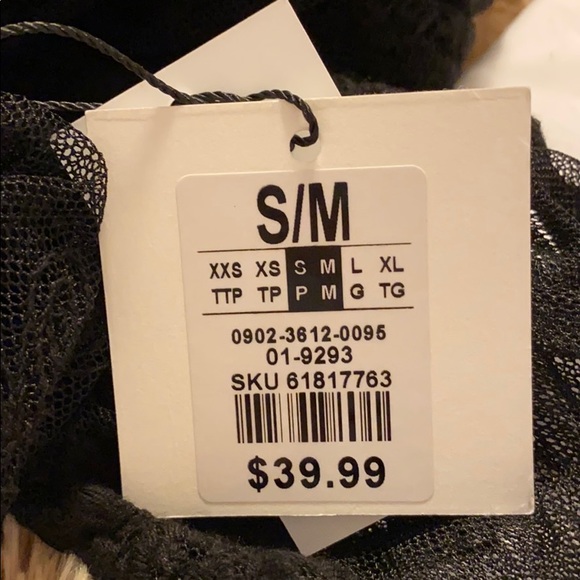 S/M
XXS XS S M L XL
TTP TP P M G TG
0902-3612-0095
01-9293
SKU 61817763
$39.99